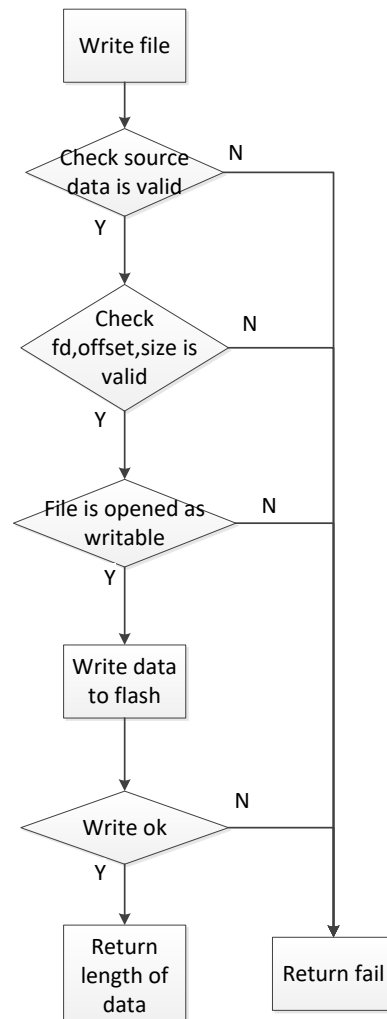 Write file
Check source
data is valid
N
Y
Check
fd,offset,size is
valid
N
Y
File is opened as
writable
N
Y
Write data
to flash
Write ok
N
Y
Return
length of
data
Return fail